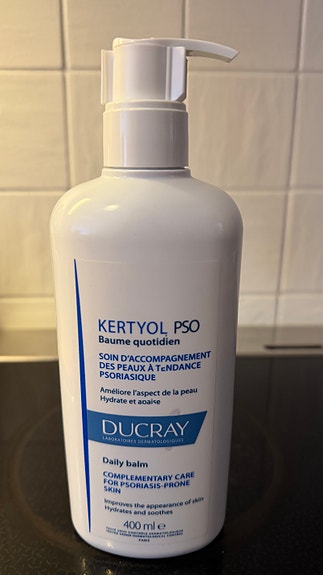 KERTYOL PSO
Baume quotidien
SOIN D'ACCOMPAGNEMENT
DES PEAUX À TENDANCE
PSORIASIQUE
Améliore l'aspect de la peau
Hydrate et apaise
DUCRAY
LABORATOIRES DERMATOLOGIQUES
Daily balm
COMPLEMENTARY CARE
FOR PSORIASIS-PRONE
SKIN
Improves the appearance of skin
Hydrates and soothes
400 ml e
PARIS